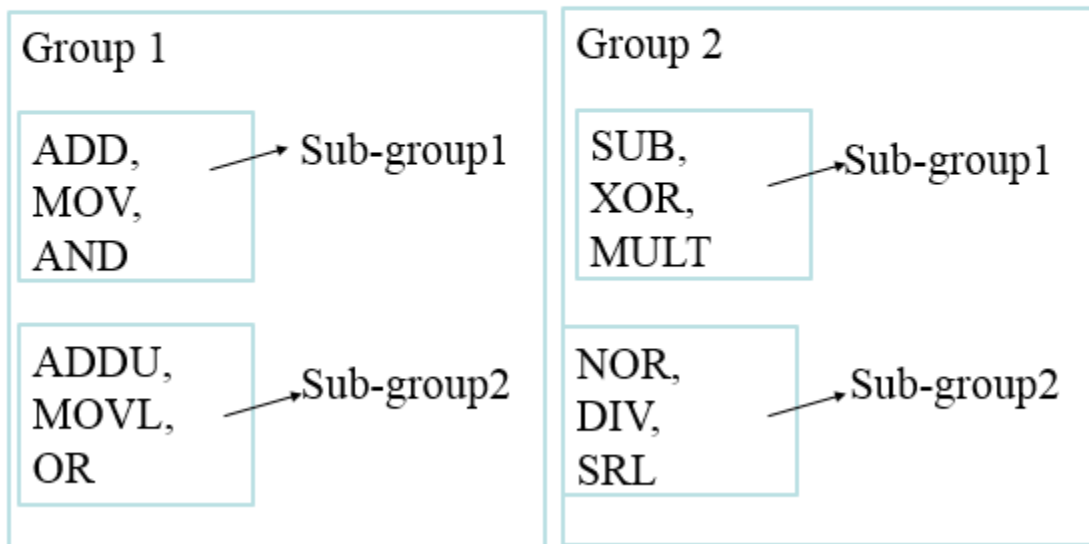 Group 1
ADD,
MOV,
AND
Sub-group1
ADDU,
MOVL,
OR
Sub-group2
Group 2
SUB,
XOR,
MULT
Sub-group1
NOR,
DIV,
SRL
Sub-group2